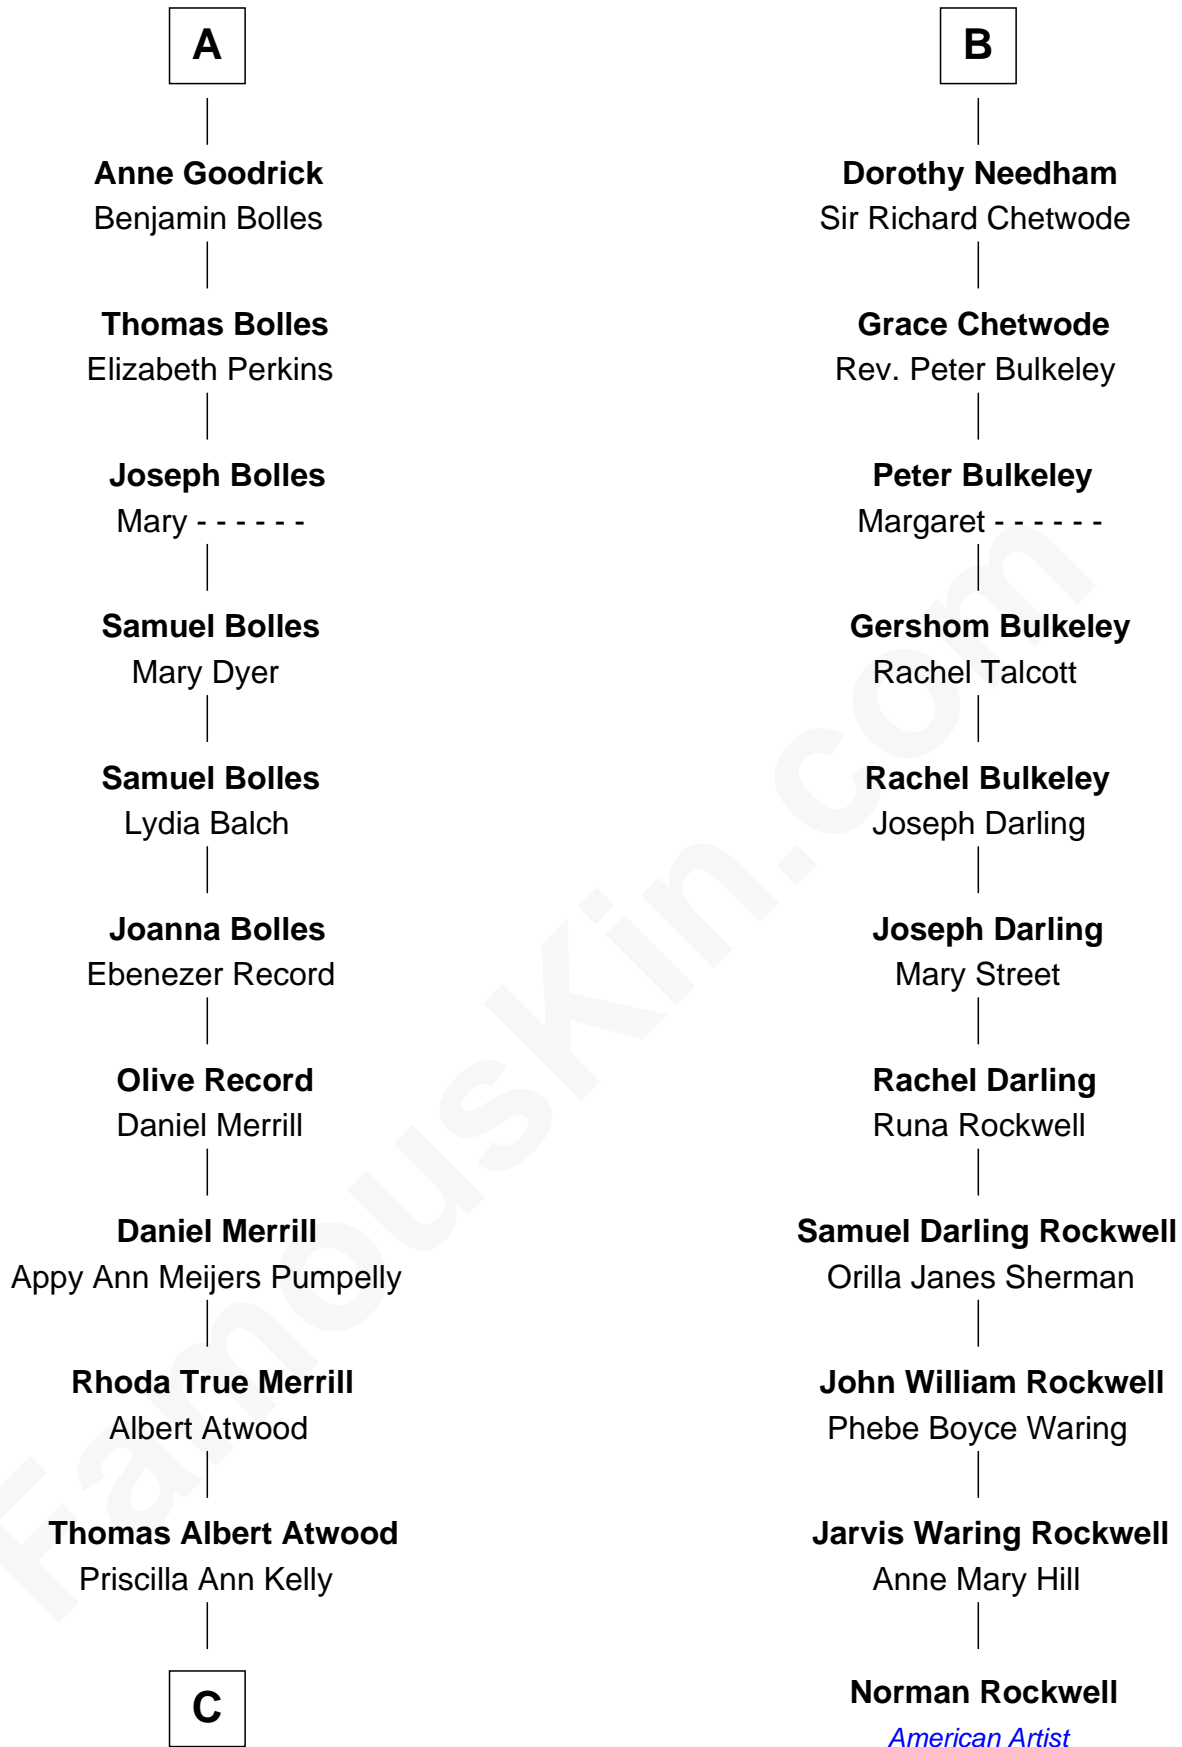 A
Anne Goodrick
Benjamin Bolles
Thomas Bolles
Elizabeth Perkins
Joseph Bolles
Mary - - - - - -
Samuel Bolles
Mary Dyer
Samuel Bolles
Lydia Balch
Joanna Bolles
Ebenezer Record
Olive Record
Daniel Merrill
Daniel Merrill
Appy Ann Meijers Pumpelly
Rhoda True Merrill
Albert Atwood
Thomas Albert Atwood
Priscilla Ann Kelly
C
B
Dorothy Needham
Sir Richard Chetwode
Grace Chetwode
Rev. Peter Bulkeley
Peter Bulkeley
Margaret - - - - - -
Gershom Bulkeley
Rachel Talcott
Rachel Bulkeley
Joseph Darling
Joseph Darling
Mary Street
Rachel Darling
Runa Rockwell
Samuel Darling Rockwell
Orilla Janes Sherman
John William Rockwell
Phebe Boyce Waring
Jarvis Waring Rockwell
Anne Mary Hill
Norman Rockwell
American Artist
FamousKin.com